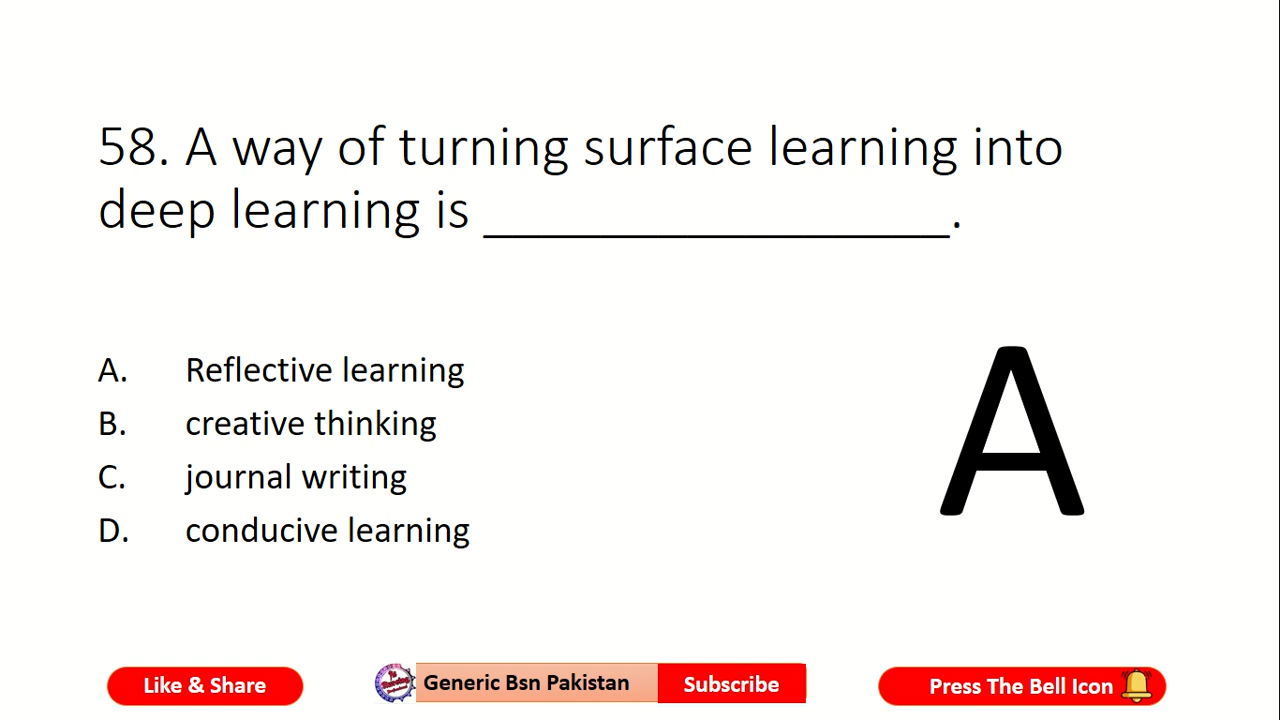 58. A way of turning surface learning into
deep learning is __________________.
A. Reflective learning
B. creative thinking
C. journal writing
D. conducive learning
A
Like & Share
Generic Bsn Pakistan
Subscribe
Press The Bell Icon